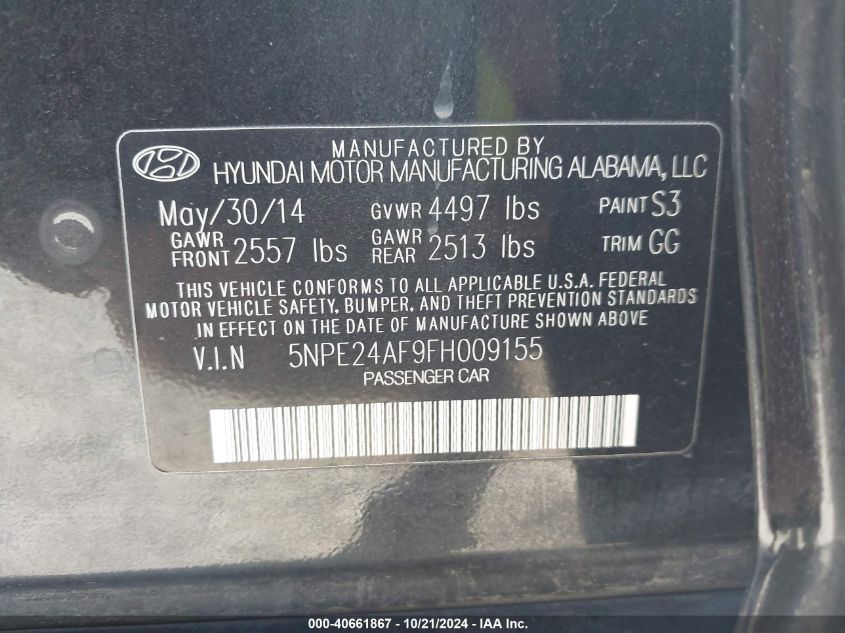 MANUFACTURED BY
HYUNDAI MOTOR MANUFACTURING ALABAMA, LLC
May/30/14 GVWR 4497 lbs PAINT S3
GAWR FRONT 2557 lbs GAWR REAR 2513 lbs TRIM GG
THIS VEHICLE CONFORMS TO ALL APPLICABLE U.S.A. FEDERAL
MOTOR VEHICLE SAFETY, BUMPER, AND THEFT PREVENTION STANDARDS
IN EFFECT ON THE DATE OF MANUFACTURE SHOWN ABOVE
V.I.N 5NPE24AF9FH009155
PASSENGER CAR
000-40661867 - 10/21/2024 - IAA Inc.